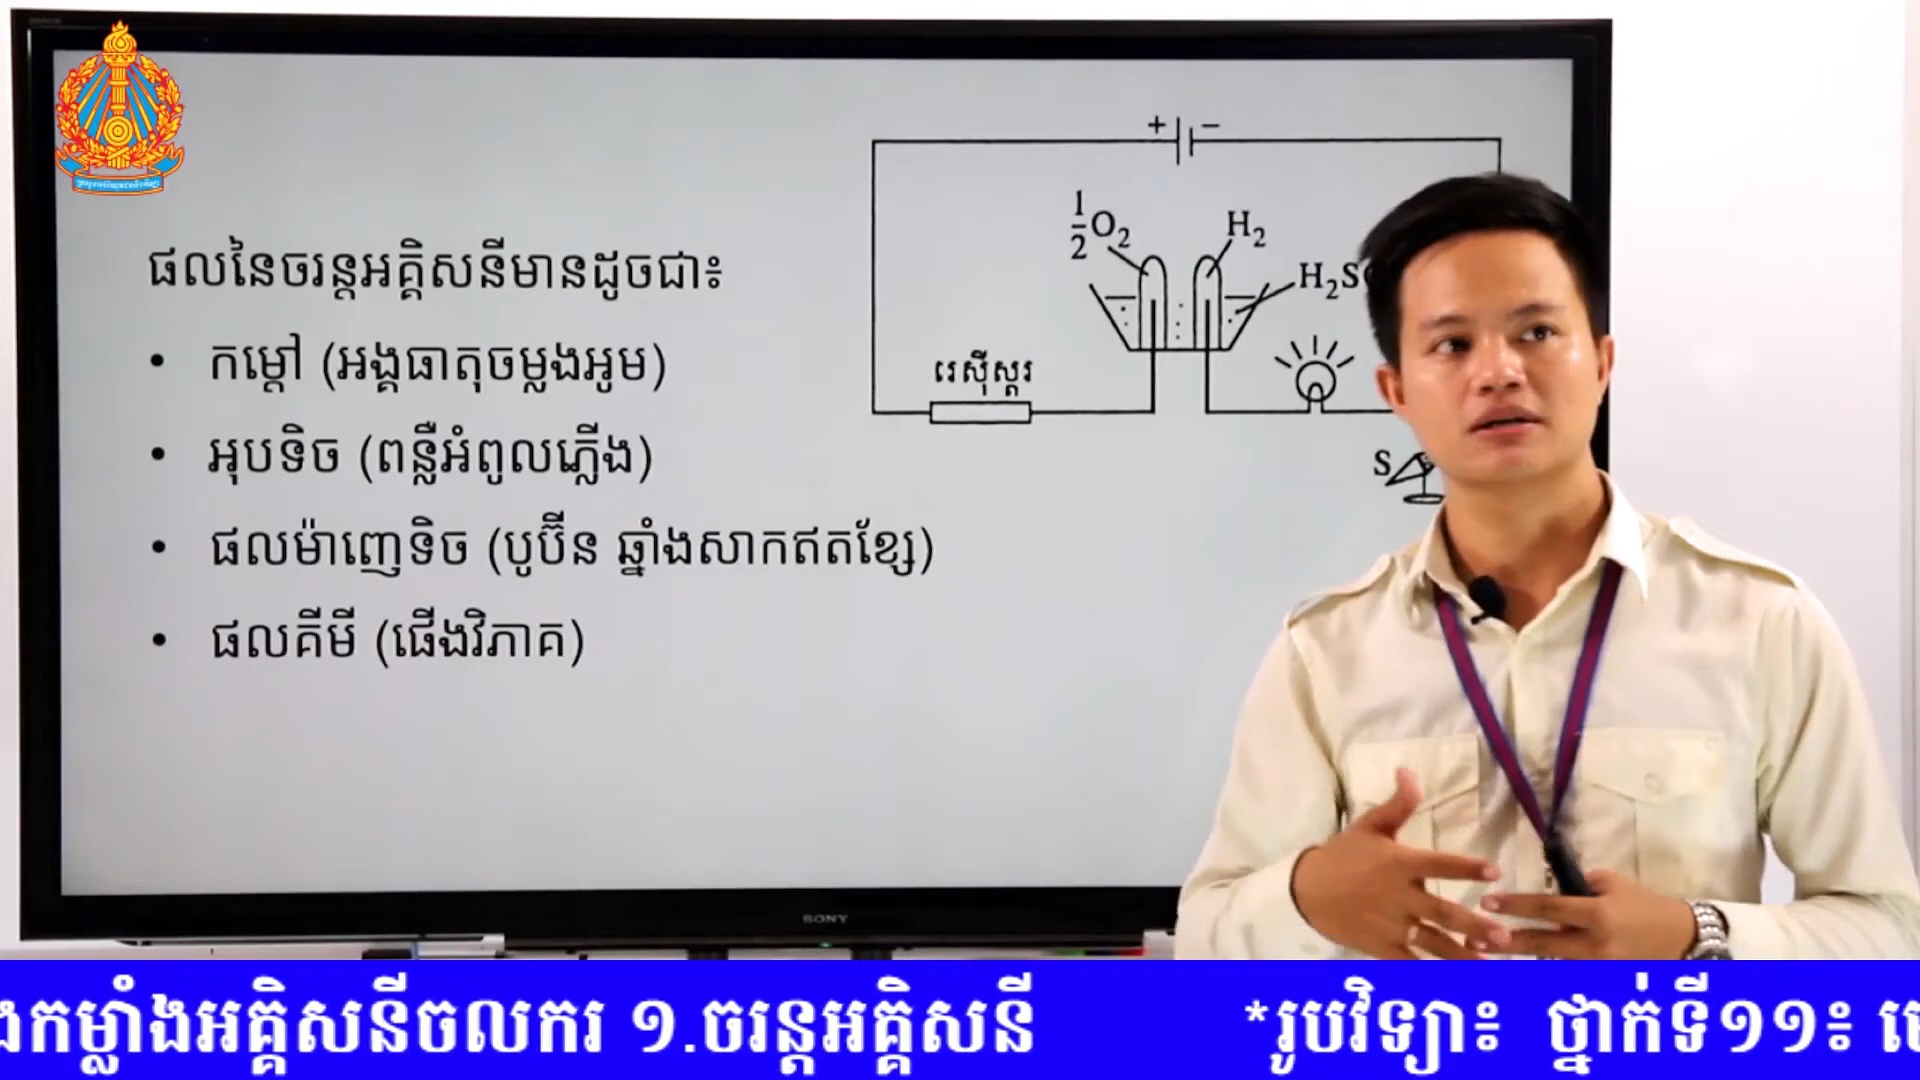 ផលនៃចរន្តអគ្គិសនីមានដូចជា៖
• កម្ដៅ (អង្គធាតុចម្លងអូម)
• អុបទិច (ពន្លឺអំពូលភ្លើង)
• ផលម៉ាញេទិច (បូប៊ីន ឆ្នាំងសាកឥតខ្សែ)
• ផលគីមី (ផើងវិភាគ)
+ −
1/2 O₂
H₂
H₂S
រេស៊ីស្តរ
S
SONY
កម្លាំងអគ្គិសនីចលករ ១.ចរន្តអគ្គិសនី *រូបវិទ្យា៖ ថ្នាក់ទី១១៖